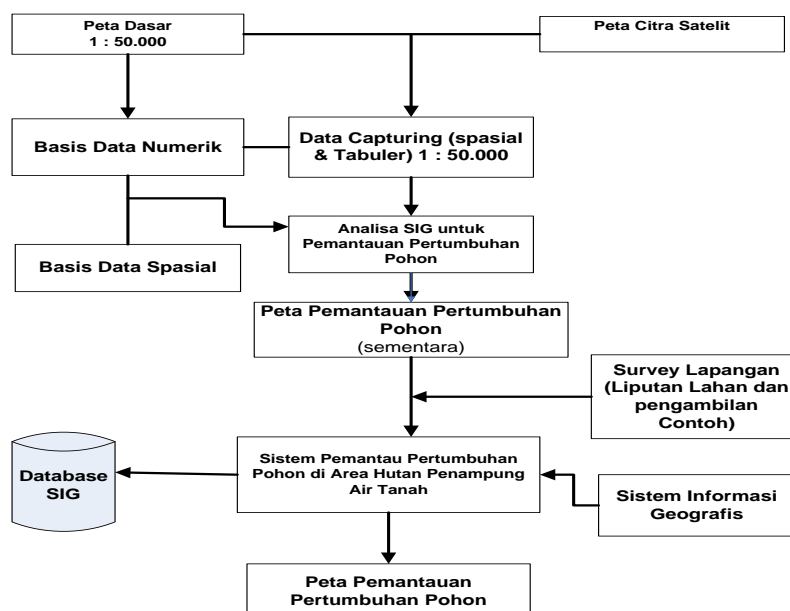 Peta Dasar
1 : 50.000
Peta Citra Satelit
Basis Data Numerik
Data Capturing (spasial
& Tabuler) 1 : 50.000
Analisa SIG untuk
Pemantauan Pertumbuhan
Pohon
Basis Data Spasial
Peta Pemantauan Pertumbuhan
Pohon
(sementara)
Survey Lapangan
(Liputan Lahan dan
pengambilan
Contoh)
Sistem Pemantau Pertumbuhan
Pohon di Area Hutan Penampung
Air Tanah
Database
SIG
Sistem Informasi
Geografis
Peta Pemantauan
Pertumbuhan Pohon